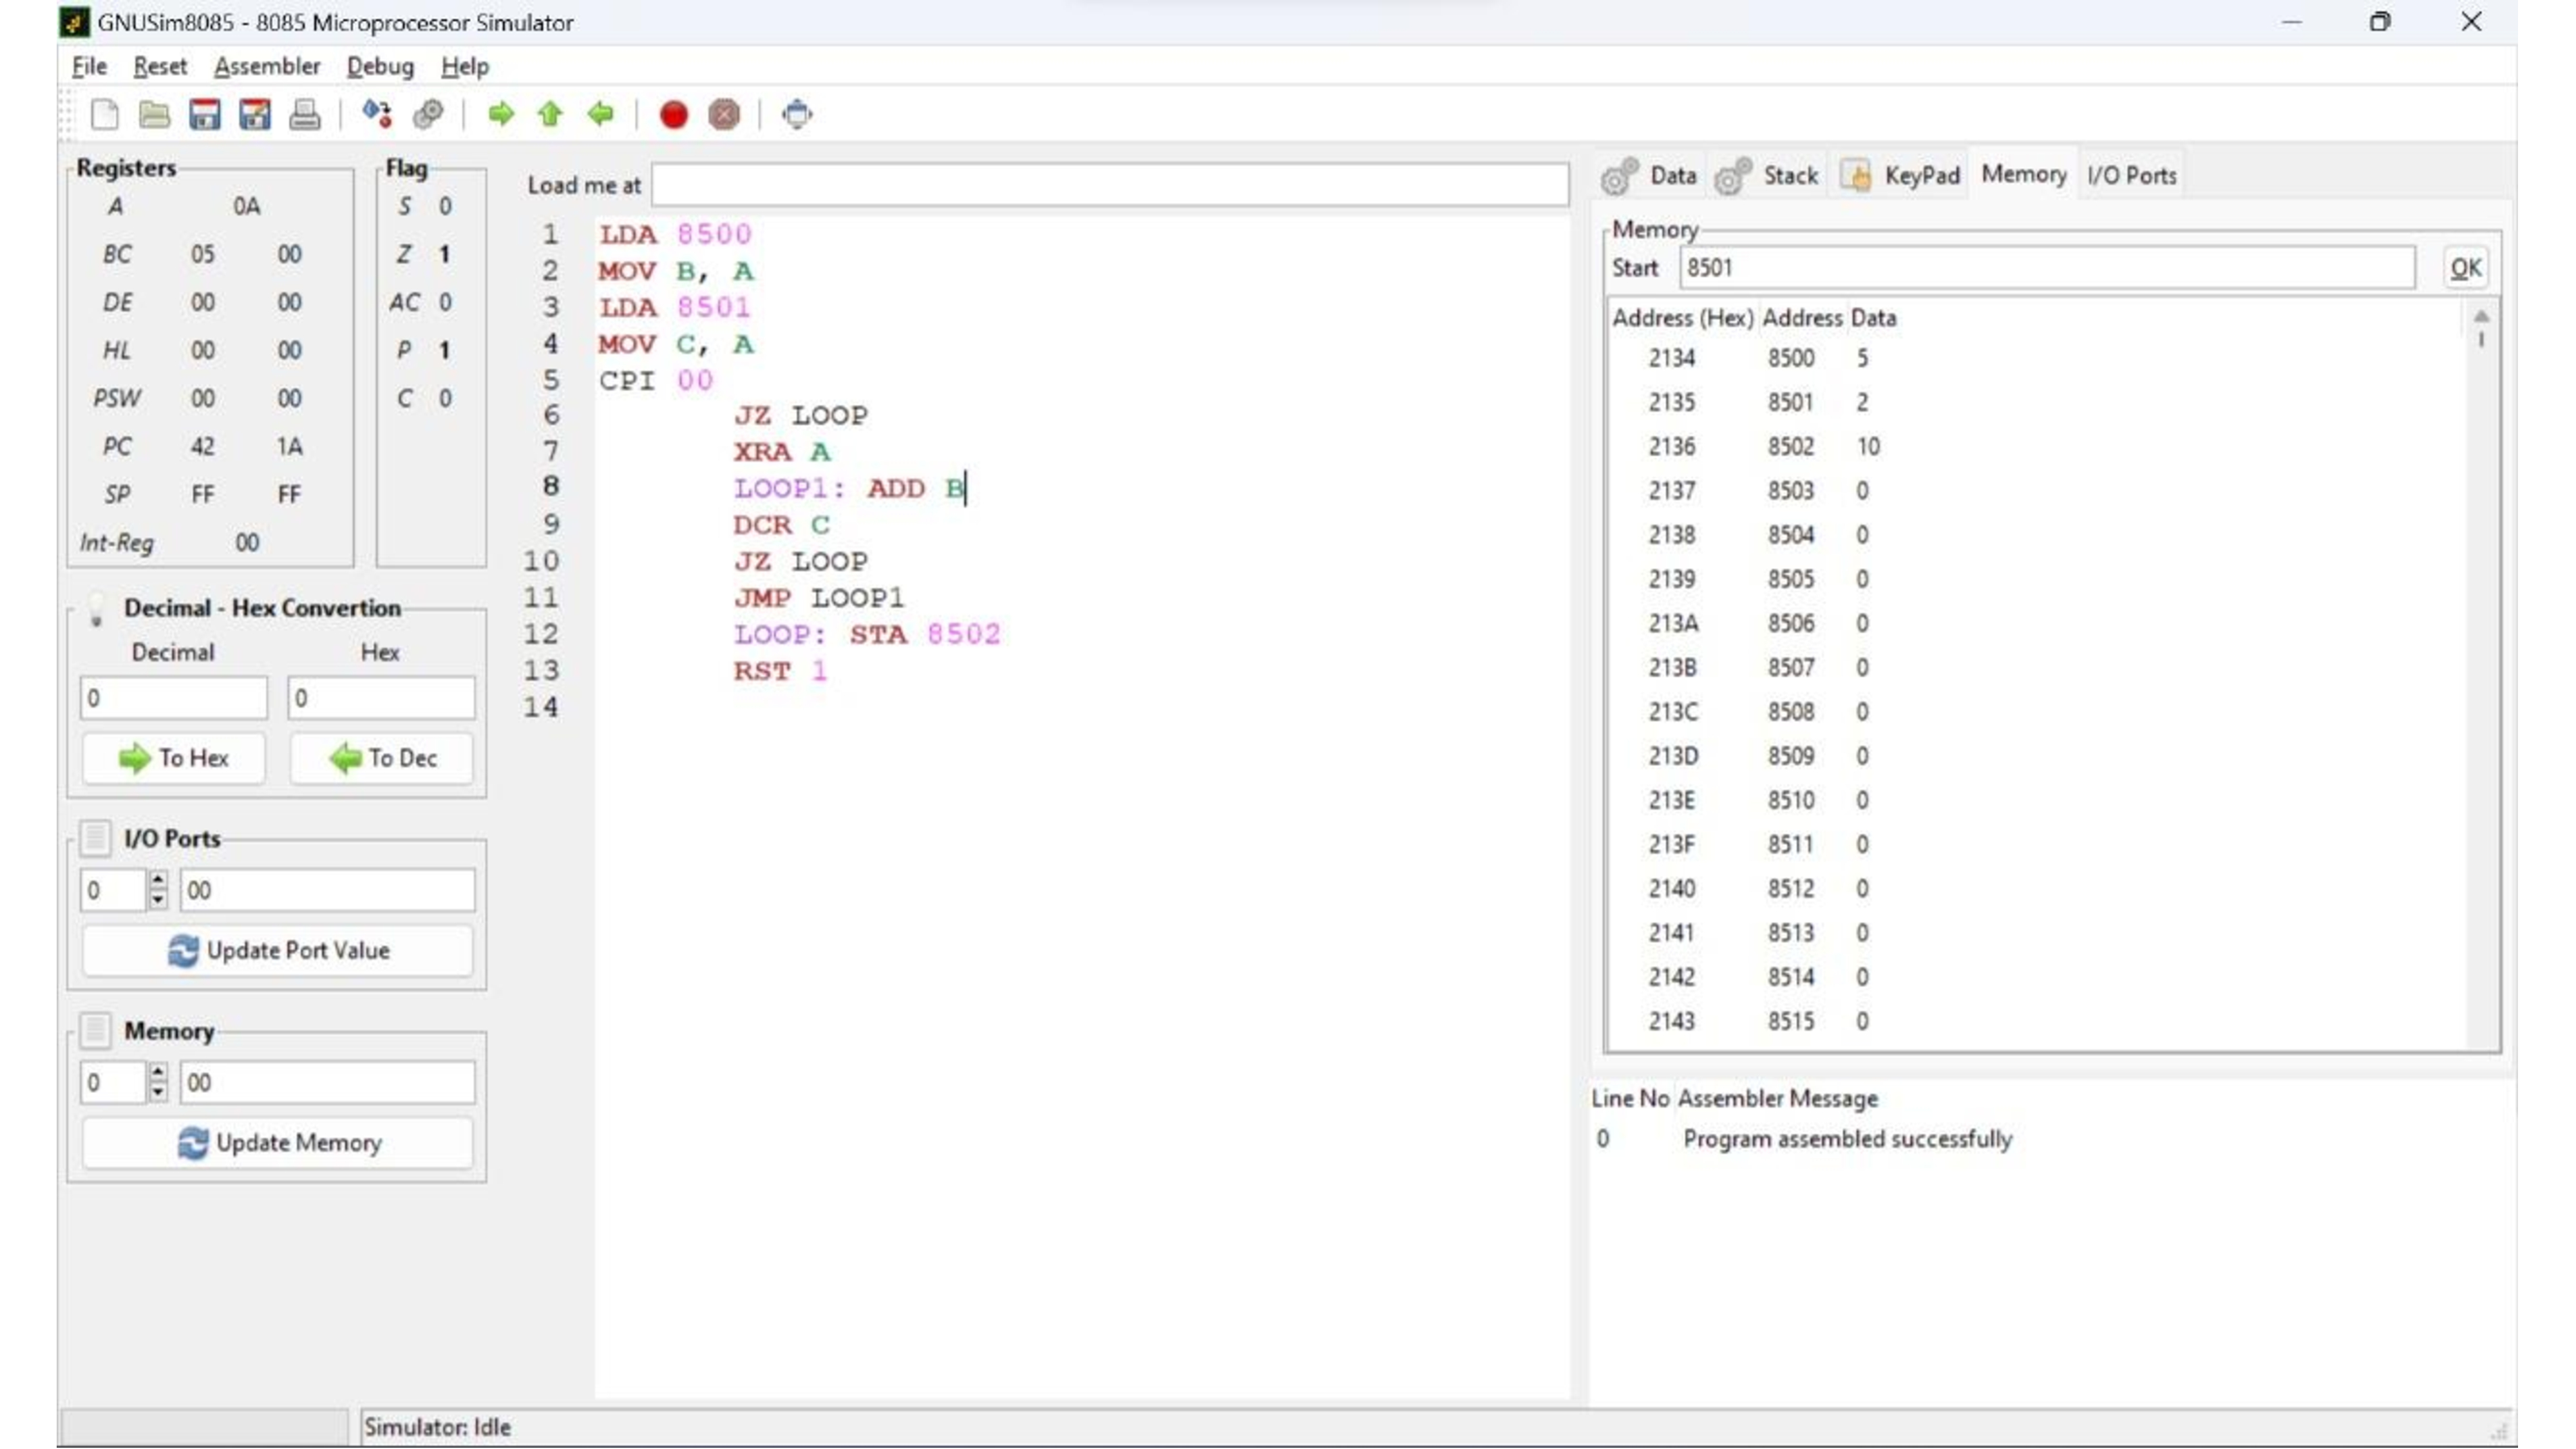 GNUSim8085 - 8085 Microprocessor Simulator
File Reset Assembler Debug Help
Registers
A 0A
BC 05 00
DE 00 00
HL 00 00
PSW 00 00
PC 42 1A
SP FF FF
Int-Reg 00
Flag
S 0
Z 1
AC 0
P 1
C 0
Decimal - Hex Convertion
Decimal Hex
0 0
To Hex To Dec
I/O Ports
0 00
Update Port Value
Memory
0 00
Update Memory
Load me at
1 LDA 8500
2 MOV B, A
3 LDA 8501
4 MOV C, A
5 CPI 00
6 JZ LOOP
7 XRA A
8 LOOP1: ADD B
9 DCR C
10 JZ LOOP
11 JMP LOOP1
12 LOOP: STA 8502
13 RST 1
14
Data Stack KeyPad Memory I/O Ports
Memory
Start 8501 OK
Address (Hex) Address Data
2134 8500 5
2135 8501 2
2136 8502 10
2137 8503 0
2138 8504 0
2139 8505 0
213A 8506 0
213B 8507 0
213C 8508 0
213D 8509 0
213E 8510 0
213F 8511 0
2140 8512 0
2141 8513 0
2142 8514 0
2143 8515 0
Line No Assembler Message
0 Program assembled successfully
Simulator: Idle